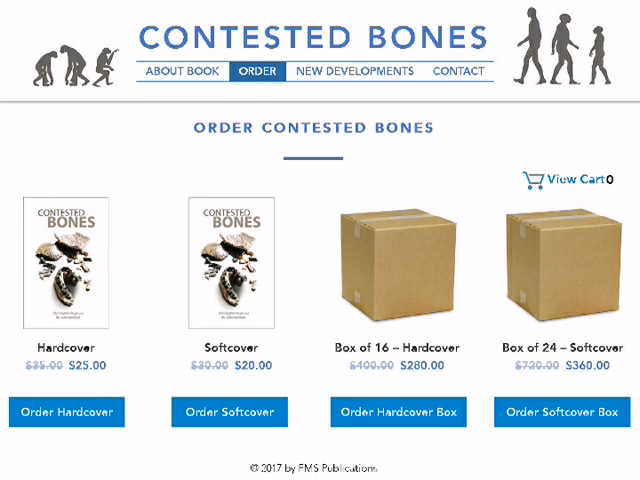 CONTESTED BONES
ABOUT BOOK ORDER NEW DEVELOPMENTS CONTACT
ORDER CONTESTED BONES
View Cart 0
CONTESTED
BONES
CONTESTED
BONES
Hardcover
$35.00 $25.00
Softcover
$30.00 $20.00
Box of 16 – Hardcover
$400.00 $280.00
Box of 24 – Softcover
$720.00 $360.00
Order Hardcover
Order Softcover
Order Hardcover Box
Order Softcover Box
© 2017 by FMS Publications